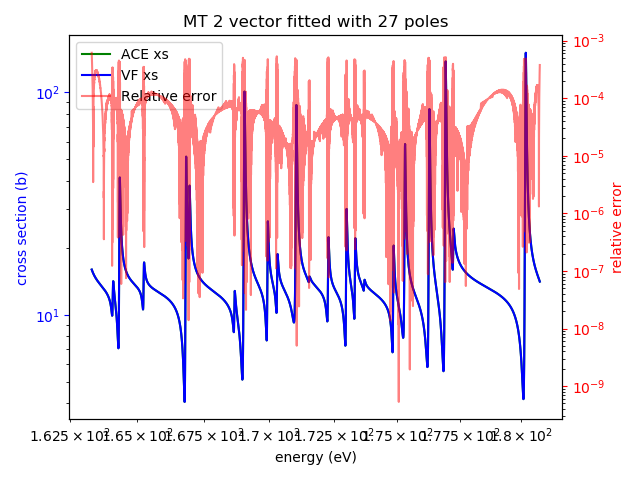 MT 2 vector fitted with 27 poles
ACE xs
VF xs
Relative error
10²
10¹
cross section (b)
10⁻³
10⁻⁴
10⁻⁵
10⁻⁶
10⁻⁷
10⁻⁸
10⁻⁹
relative error
1.625 × 10² 1.65 × 10² 1.675 × 10² 1.7 × 10² 1.725 × 10² 1.75 × 10² 1.775 × 10² 1.8 × 10²
energy (eV)